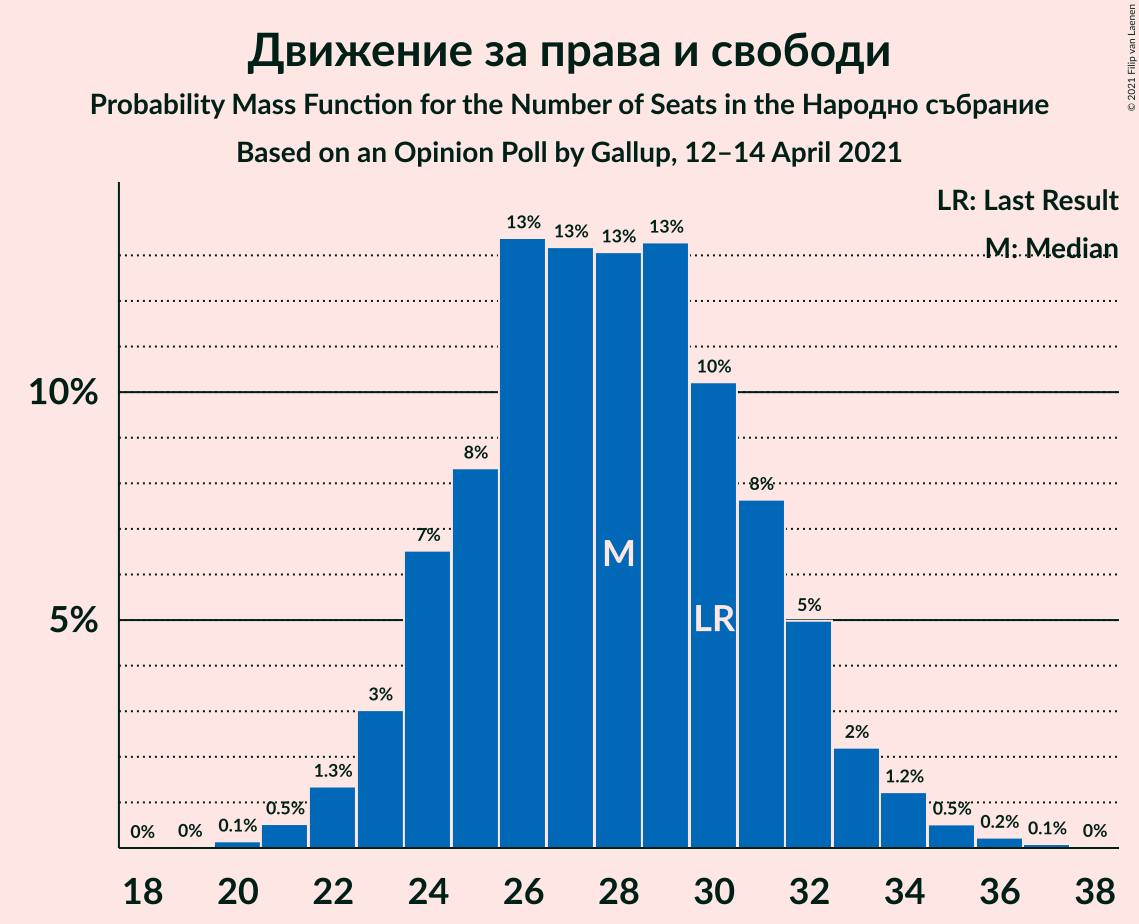 Движение за права и свободи
Probability Mass Function for the Number of Seats in the Народно събрание
Based on an Opinion Poll by Gallup, 12–14 April 2021
© 2021 Filip van Laenen
LR: Last Result
M: Median
10%
5%
0%
0%
0.1%
0.5%
1.3%
3%
7%
8%
13%
13%
13%
13%
10%
8%
5%
2%
1.2%
0.5%
0.2%
0.1%
0%
M
LR
18 20 22 24 26 28 30 32 34 36 38